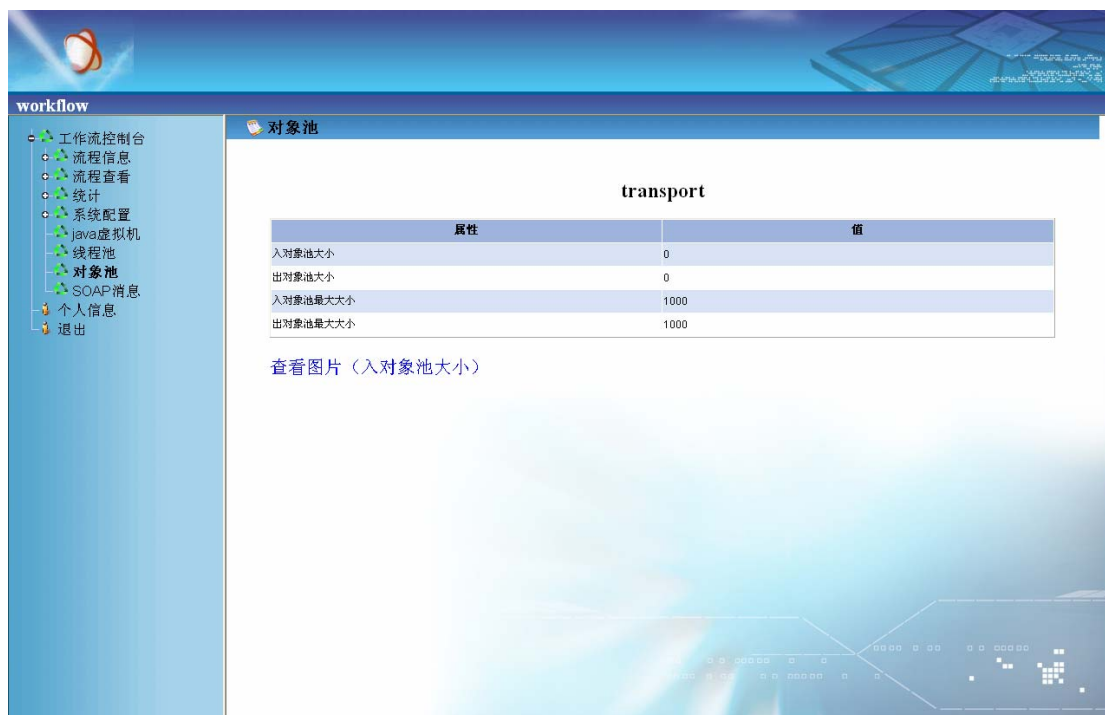 workflow
工作流控制台
流程信息
流程查看
统计
系统配置
java虚拟机
线程池
对象池
SOAP消息
个人信息
退出
对象池
transport
属性 值
入对象池大小 0
出对象池大小 0
入对象池最大大小 1000
出对象池最大大小 1000
查看图片（入对象池大小）